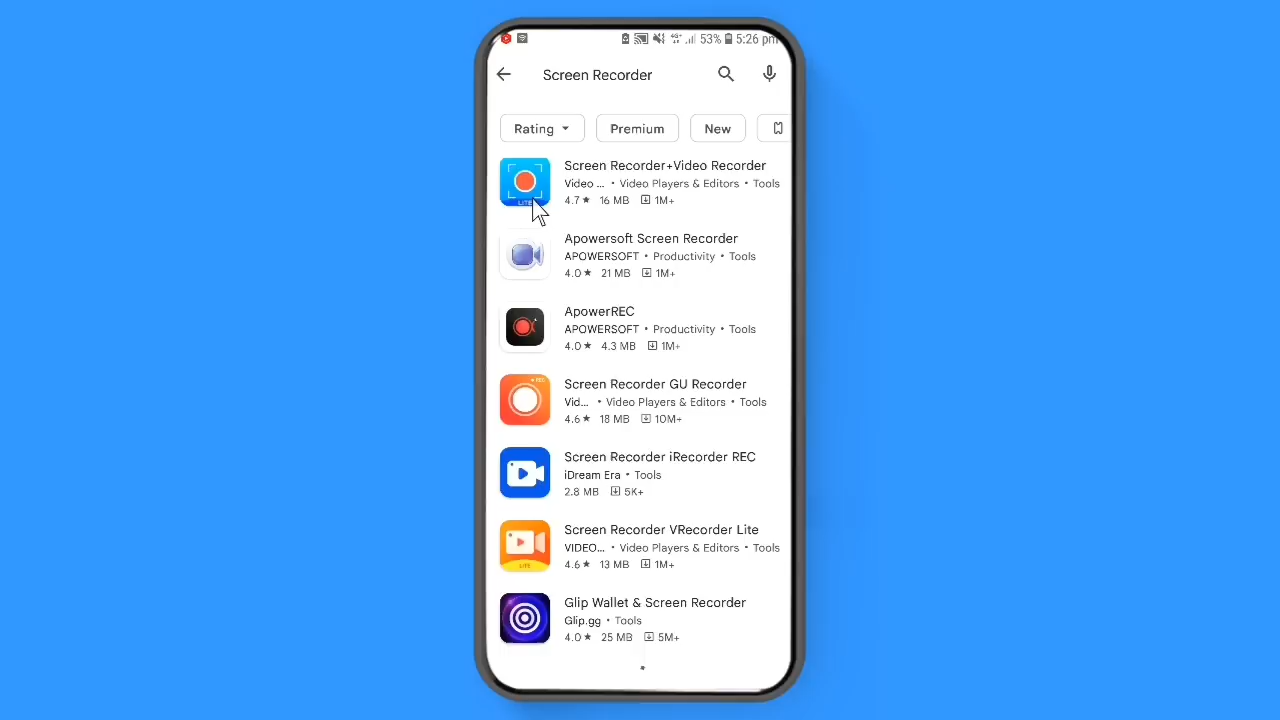 53% 5:26 pm
Screen Recorder
Rating Premium New
Screen Recorder+Video Recorder
Video ... • Video Players & Editors • Tools
4.7★ 16 MB 1M+
LITE
Apowersoft Screen Recorder
APOWERSOFT • Productivity • Tools
4.0★ 21 MB 1M+
ApowerREC
APOWERSOFT • Productivity • Tools
4.0★ 4.3 MB 1M+
REC
Screen Recorder GU Recorder
Vid... • Video Players & Editors • Tools
4.6★ 18 MB 10M+
Screen Recorder iRecorder REC
iDream Era • Tools
2.8 MB 5K+
Screen Recorder VRecorder Lite
VIDEO... • Video Players & Editors • Tools
4.6★ 13 MB 1M+
LITE
Glip Wallet & Screen Recorder
Glip.gg • Tools
4.0★ 25 MB 5M+